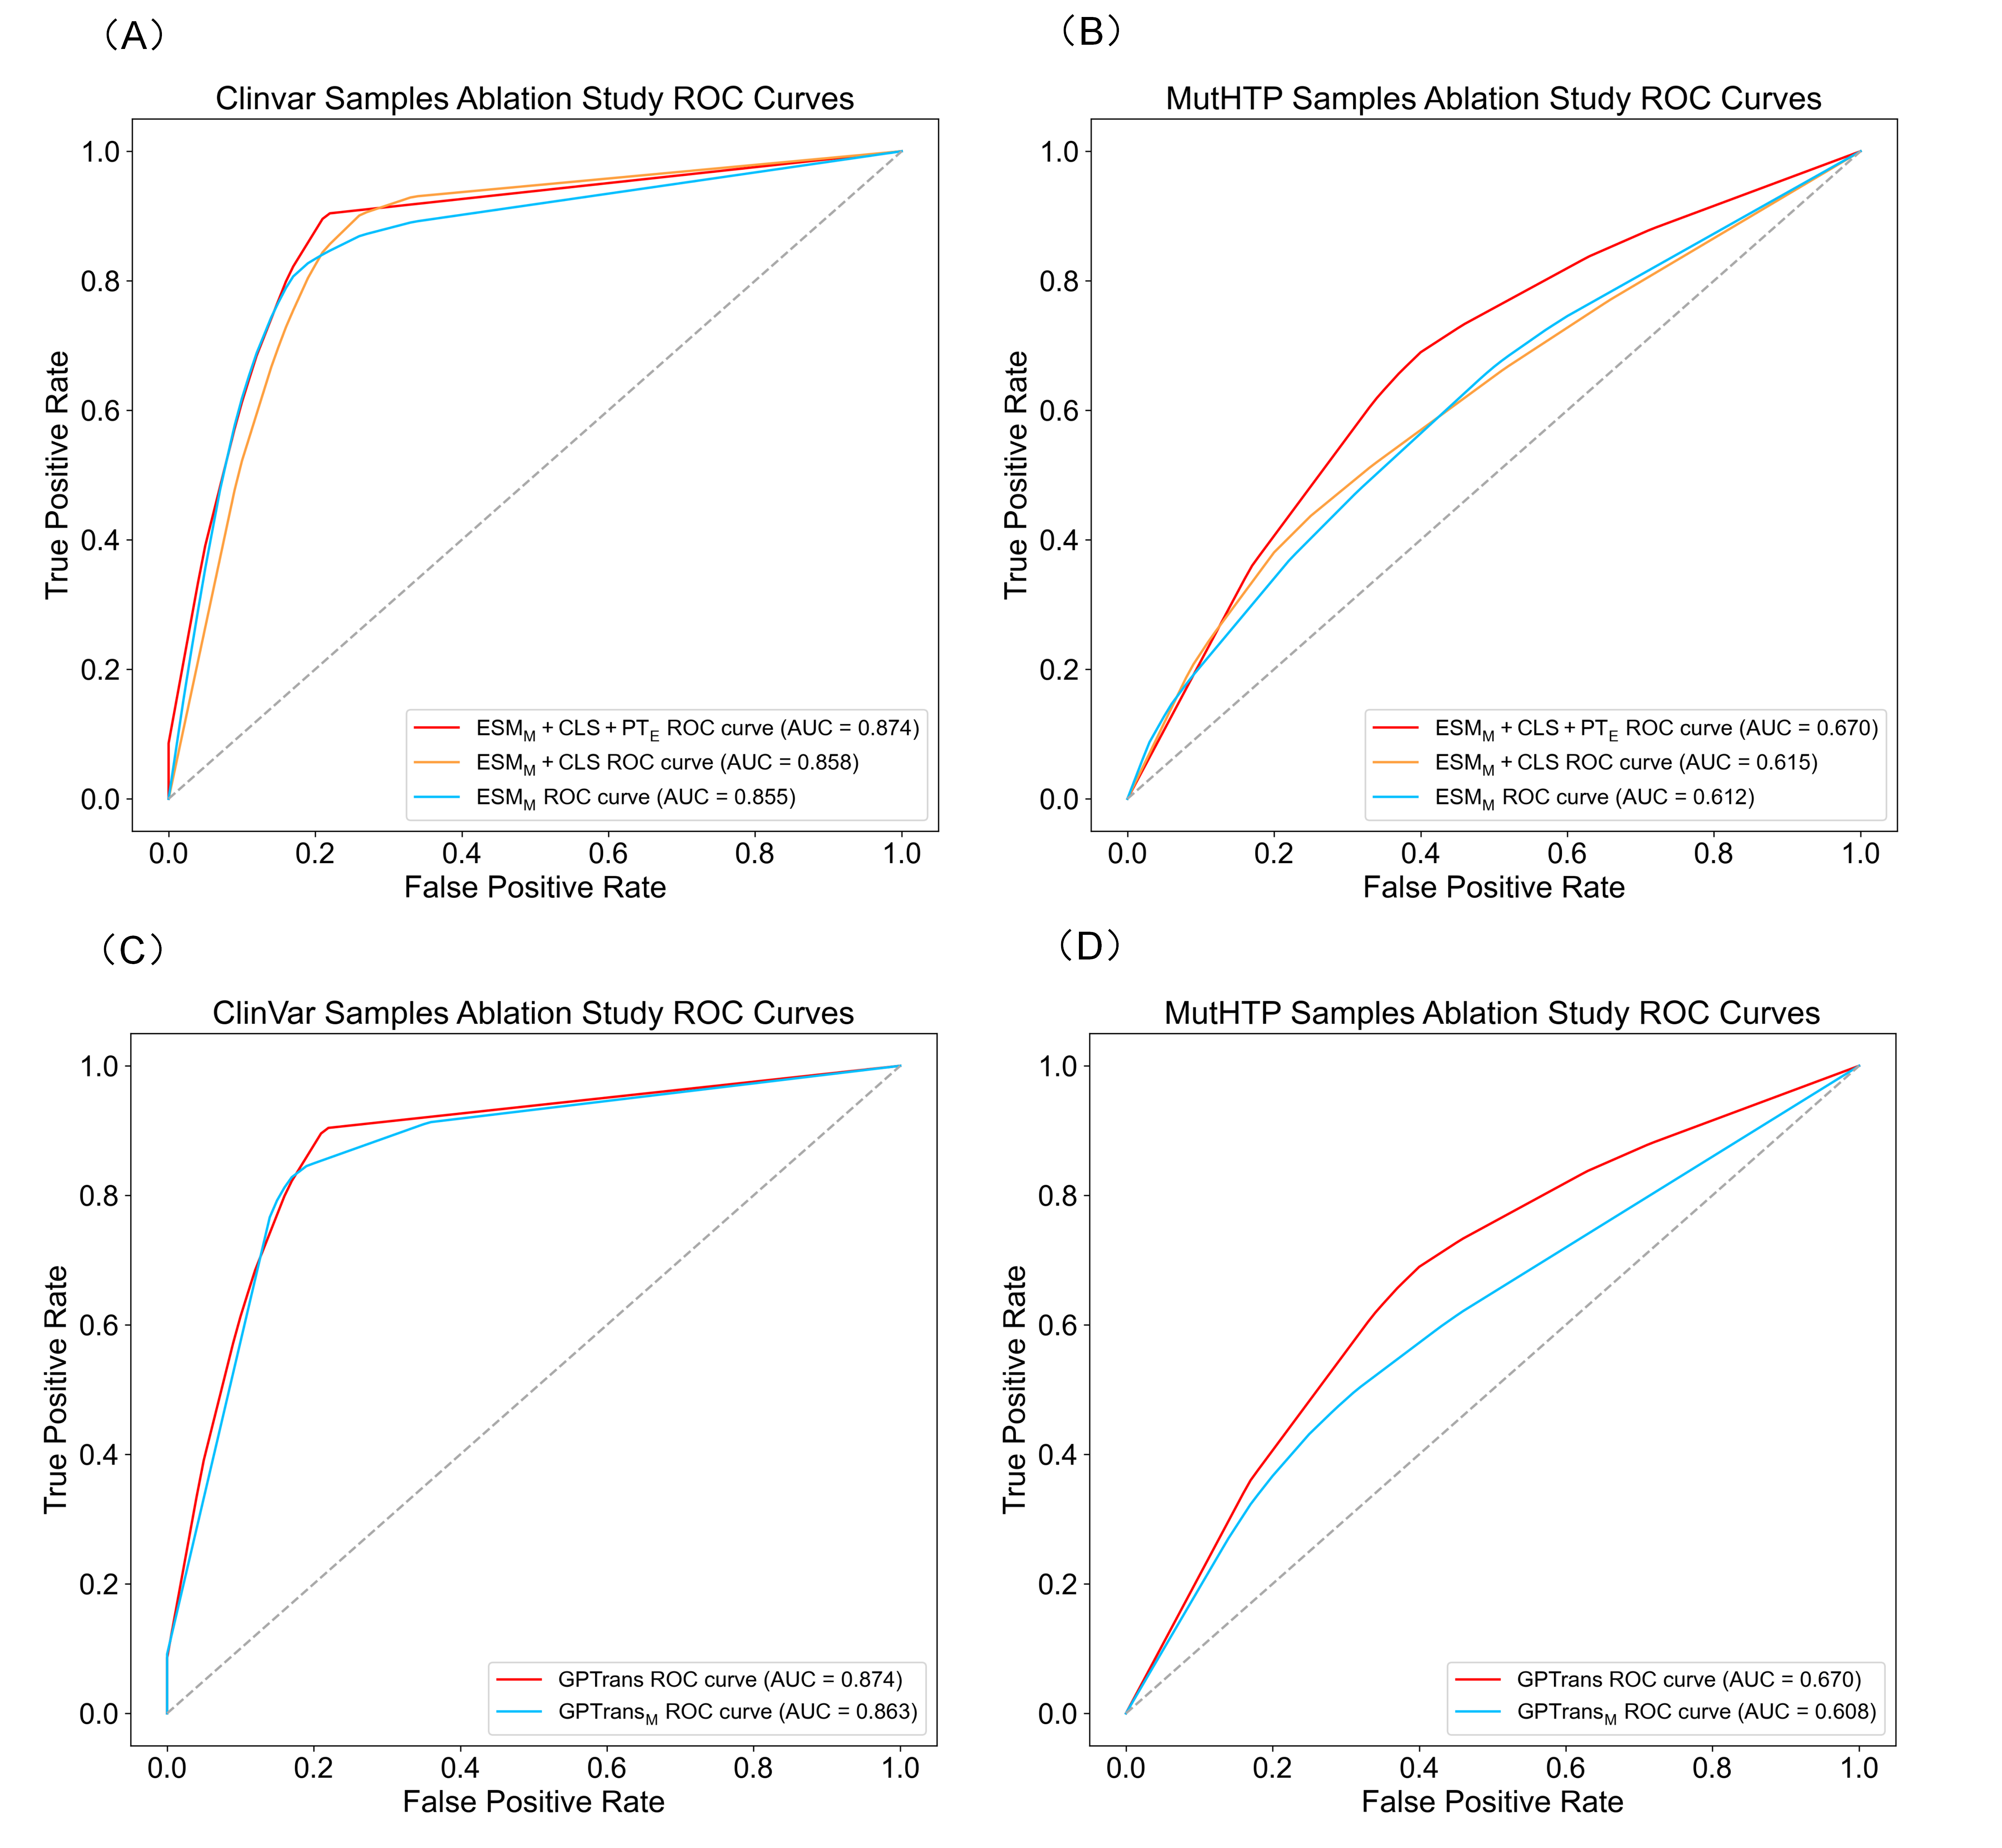 （A）
Clinvar Samples Ablation Study ROC Curves
True Positive Rate
1.0
0.8
0.6
0.4
0.2
0.0
ESM_M + CLS + PT_E ROC curve (AUC = 0.874)
ESM_M + CLS ROC curve (AUC = 0.858)
ESM_M ROC curve (AUC = 0.855)
0.0 0.2 0.4 0.6 0.8 1.0
False Positive Rate
（B）
MutHTP Samples Ablation Study ROC Curves
True Positive Rate
1.0
0.8
0.6
0.4
0.2
0.0
ESM_M + CLS + PT_E ROC curve (AUC = 0.670)
ESM_M + CLS ROC curve (AUC = 0.615)
ESM_M ROC curve (AUC = 0.612)
0.0 0.2 0.4 0.6 0.8 1.0
False Positive Rate
（C）
ClinVar Samples Ablation Study ROC Curves
True Positive Rate
1.0
0.8
0.6
0.4
0.2
0.0
GPTrans ROC curve (AUC = 0.874)
GPTrans_M ROC curve (AUC = 0.863)
0.0 0.2 0.4 0.6 0.8 1.0
False Positive Rate
（D）
MutHTP Samples Ablation Study ROC Curves
True Positive Rate
1.0
0.8
0.6
0.4
0.2
0.0
GPTrans ROC curve (AUC = 0.670)
GPTrans_M ROC curve (AUC = 0.608)
0.0 0.2 0.4 0.6 0.8 1.0
False Positive Rate